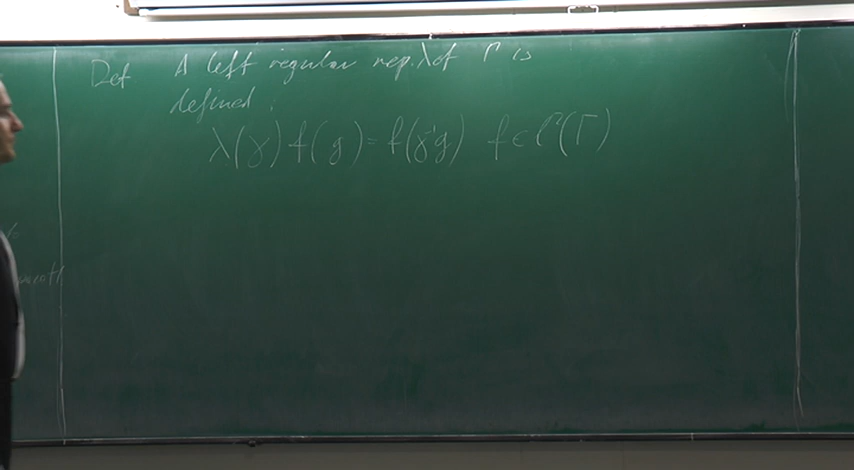 Def A left regular rep. λ of Γ is
defined:
λ(γ)f(g) = f(γ⁻¹g) f ∈ ℓ²(Γ)